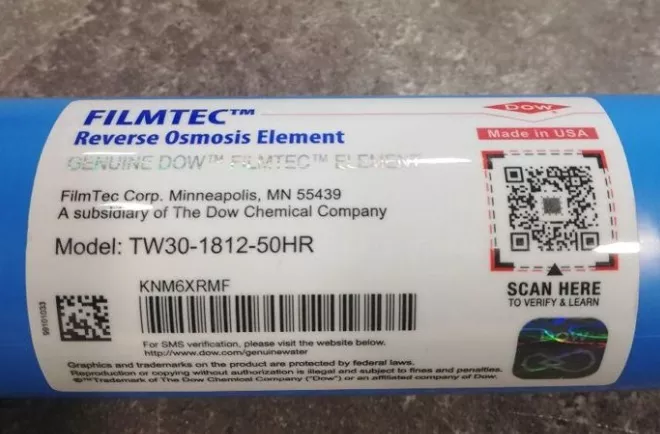 FILMTEC™
Reverse Osmosis Element
GENUINE DOW™ FILMTEC™ ELEMENT
FilmTec Corp. Minneapolis, MN 55439
A subsidiary of The Dow Chemical Company
Model: TW30-1812-50HR
KNM6XRMF
99101033
For SMS verification, please visit the website below.
http://www.dow.com/genuinewater
Graphics and trademarks on the product are protected by federal laws.
Reproduction or copying without authorization is illegal and subject to fines and penalties.
®™Trademark of The Dow Chemical Company ("Dow") or an affiliated company of Dow.
Dow
Made in USA
SCAN HERE
TO VERIFY & LEARN
DOW